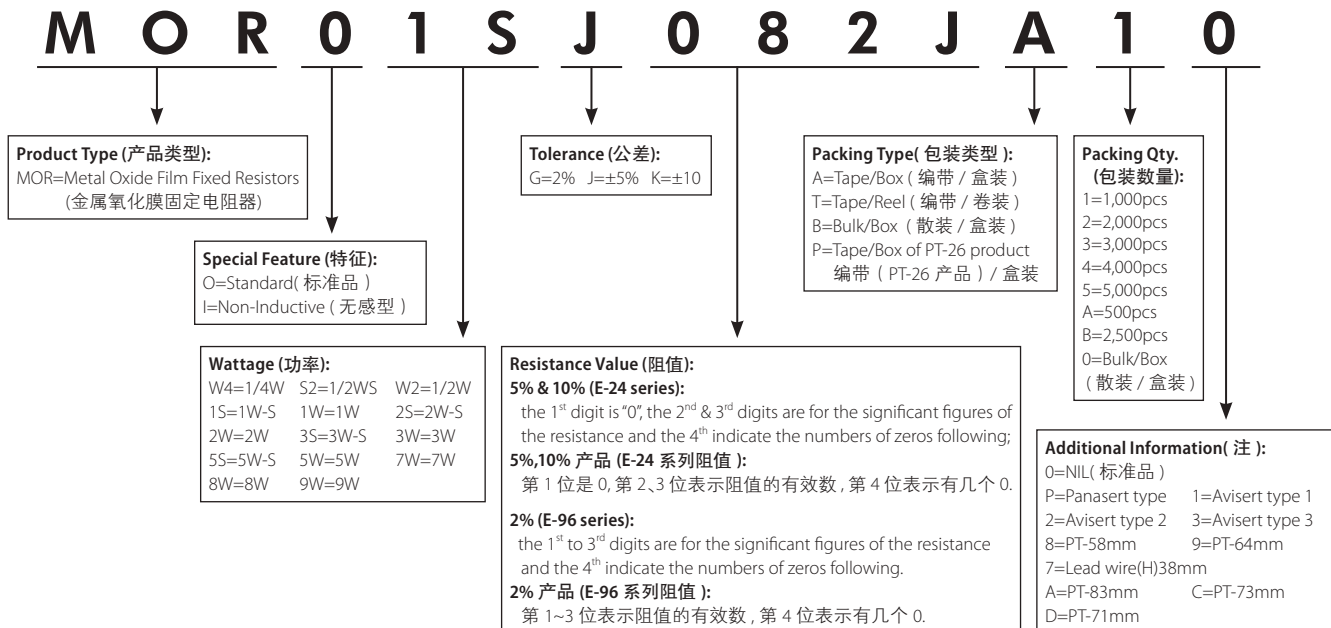 MOR01SJ082JA10
Product Type (产品类型):
MOR=Metal Oxide Film Fixed Resistors
(金属氧化膜固定电阻器)
Special Feature (特征):
O=Standard( 标准品 )
I=Non-Inductive ( 无感型 )
Wattage (功率):
W4=1/4W S2=1/2WS W2=1/2W
1S=1W-S 1W=1W 2S=2W-S
2W=2W 3S=3W-S 3W=3W
5S=5W-S 5W=5W 7W=7W
8W=8W 9W=9W
Tolerance (公差):
G=2% J=±5% K=±10
Resistance Value (阻值):
5% & 10% (E-24 series):
the 1st digit is "0", the 2nd & 3rd digits are for the significant figures of
the resistance and the 4th indicate the numbers of zeros following;
5%,10% 产品 (E-24 系列阻值 ):
第 1 位是 0, 第 2、3 位表示阻值的有效数 , 第 4 位表示有几个 0.
2% (E-96 series):
the 1st to 3rd digits are for the significant figures of the resistance
and the 4th indicate the numbers of zeros following.
2% 产品 (E-96 系列阻值 ):
第 1~3 位表示阻值的有效数 , 第 4 位表示有几个 0.
Packing Type( 包装类型 ):
A=Tape/Box ( 编带 / 盒装 )
T=Tape/Reel ( 编带 / 卷装 )
B=Bulk/Box ( 散装 / 盒装 )
P=Tape/Box of PT-26 product
编带 ( PT-26 产品 ) / 盒装
Packing Qty.
(包装数量):
1=1,000pcs
2=2,000pcs
3=3,000pcs
4=4,000pcs
5=5,000pcs
A=500pcs
B=2,500pcs
0=Bulk/Box
( 散装 / 盒装 )
Additional Information( 注 ):
0=NIL( 标准品 )
P=Panasert type 1=Avisert type 1
2=Avisert type 2 3=Avisert type 3
8=PT-58mm 9=PT-64mm
7=Lead wire(H)38mm
A=PT-83mm C=PT-73mm
D=PT-71mm